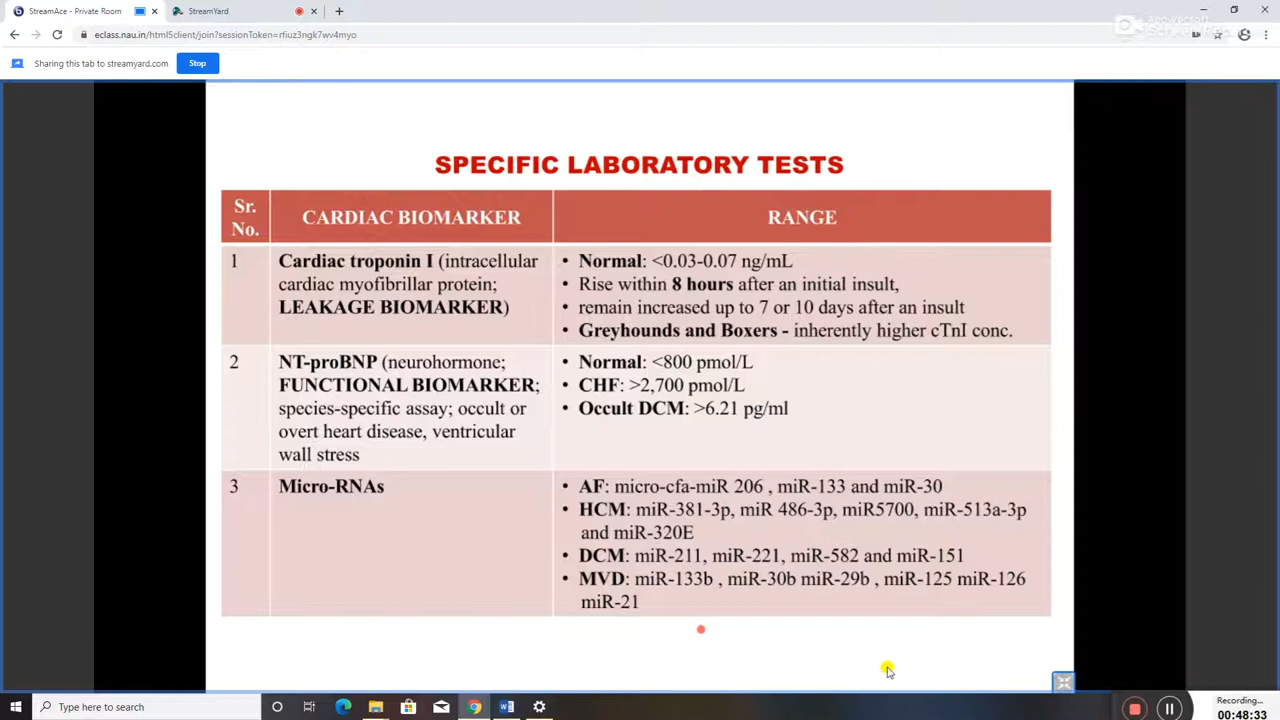 StreamAce - Private Room
StreamYard
eclass.nau.in/html5client/join?sessionToken=rfiuz3ngk7wv4myo
Sharing this tab to streamyard.com
Stop
SPECIFIC LABORATORY TESTS
Sr. No.
CARDIAC BIOMARKER
RANGE
1
Cardiac troponin I (intracellular
cardiac myofibrillar protein;
LEAKAGE BIOMARKER)
• Normal: <0.03-0.07 ng/mL
• Rise within 8 hours after an initial insult,
• remain increased up to 7 or 10 days after an insult
• Greyhounds and Boxers - inherently higher cTnI conc.
2
NT-proBNP (neurohormone;
FUNCTIONAL BIOMARKER;
species-specific assay; occult or
overt heart disease, ventricular
wall stress
• Normal: <800 pmol/L
• CHF: >2,700 pmol/L
• Occult DCM: >6.21 pg/ml
3
Micro-RNAs
• AF: micro-cfa-miR 206 , miR-133 and miR-30
• HCM: miR-381-3p, miR 486-3p, miR5700, miR-513a-3p
and miR-320E
• DCM: miR-211, miR-221, miR-582 and miR-151
• MVD: miR-133b , miR-30b miR-29b , miR-125 miR-126
miR-21
Type here to search
Recording...
00:48:33